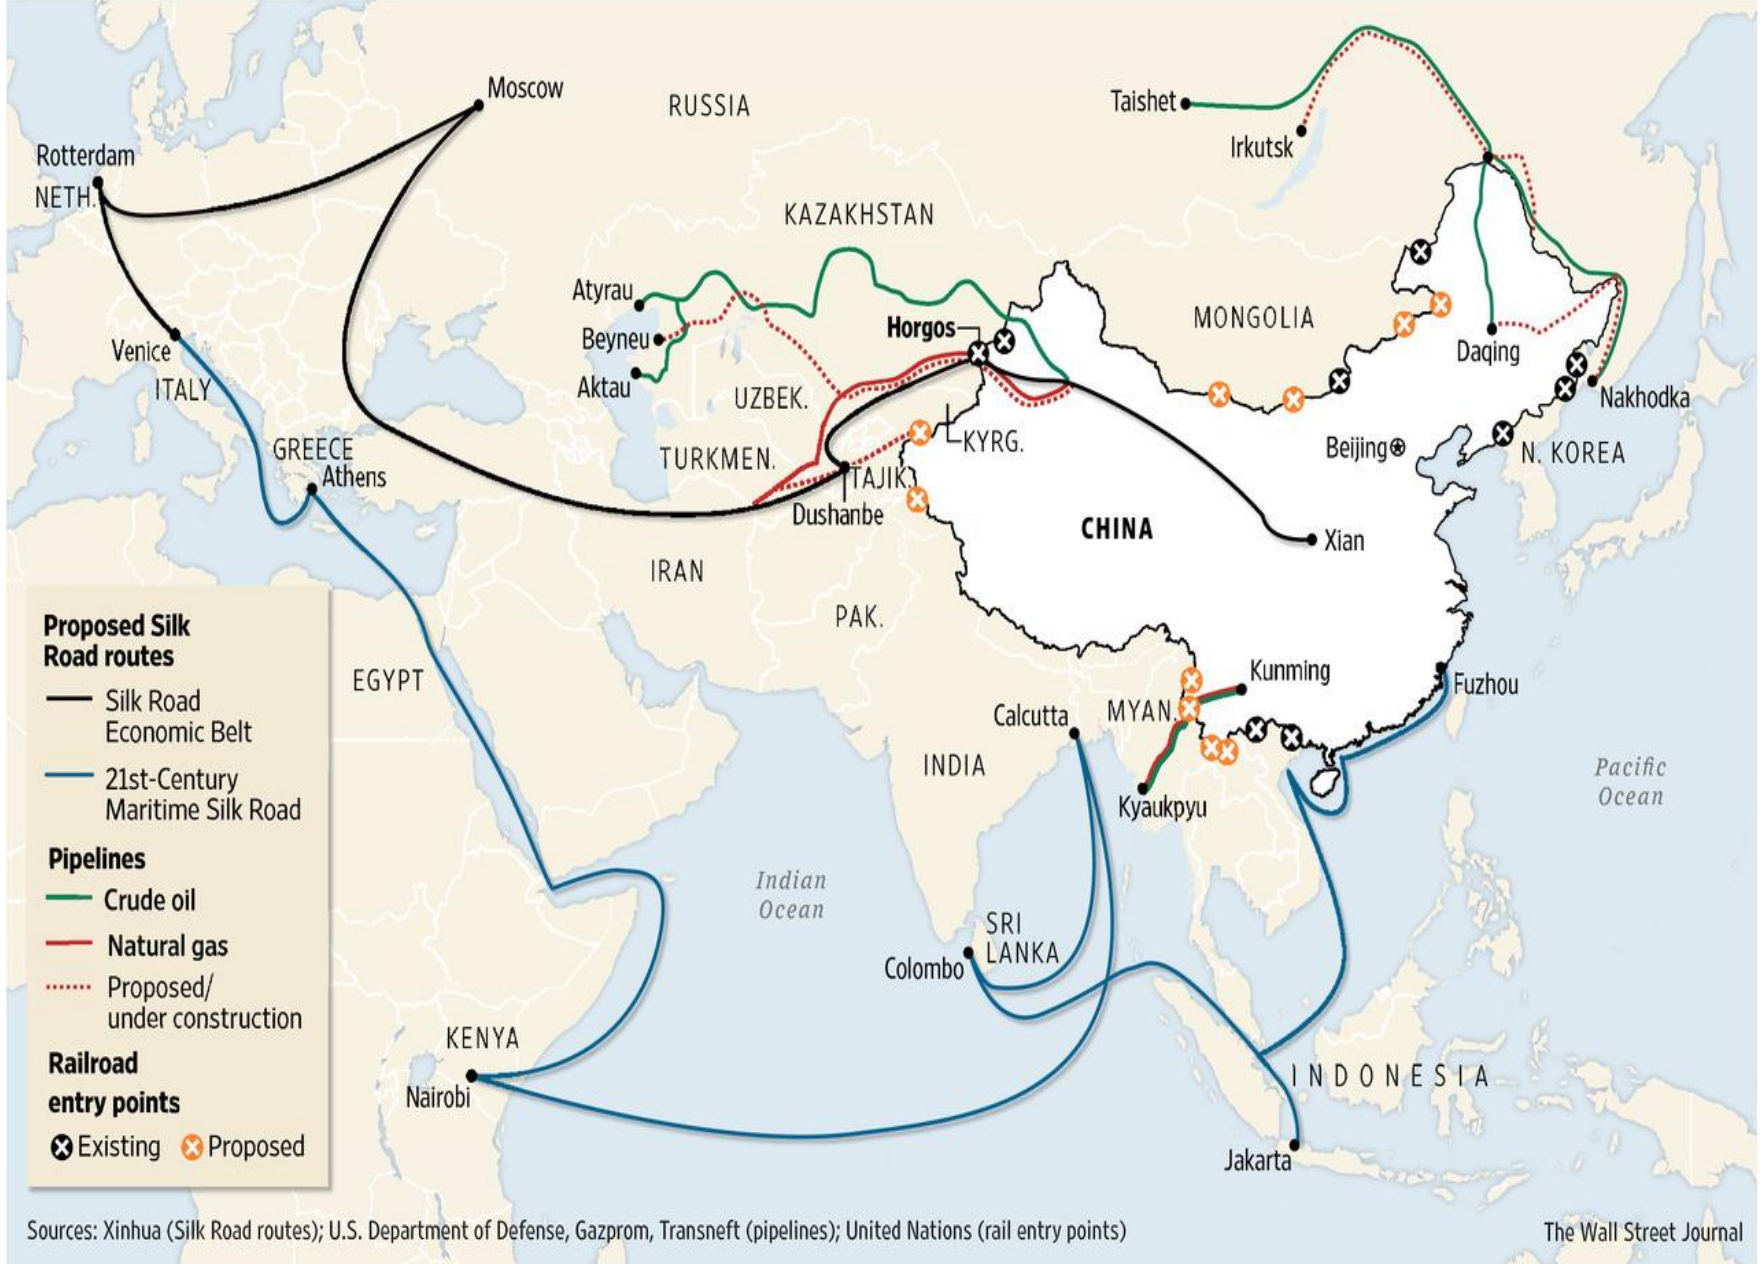 Moscow
RUSSIA
Taishet
Irkutsk
Rotterdam
NETH.
KAZAKHSTAN
Atyrau
Beyneu
Aktau
Horgos
MONGOLIA
Daqing
Nakhodka
Venice
ITALY
UZBEK.
KYRG.
Beijing
N. KOREA
GREECE
Athens
TURKMEN.
TAJIK.
Dushanbe
CHINA
Xian
IRAN
PAK.
EGYPT
Kunming
Fuzhou
Calcutta
MYAN.
INDIA
Kyaukpyu
Pacific
Ocean
Indian
Ocean
SRI
LANKA
Colombo
KENYA
Nairobi
INDONESIA
Jakarta
Proposed Silk
Road routes
Silk Road
Economic Belt
21st-Century
Maritime Silk Road
Pipelines
Crude oil
Natural gas
Proposed/
under construction
Railroad
entry points
Existing
Proposed
Sources: Xinhua (Silk Road routes); U.S. Department of Defense, Gazprom, Transneft (pipelines); United Nations (rail entry points)
The Wall Street Journal